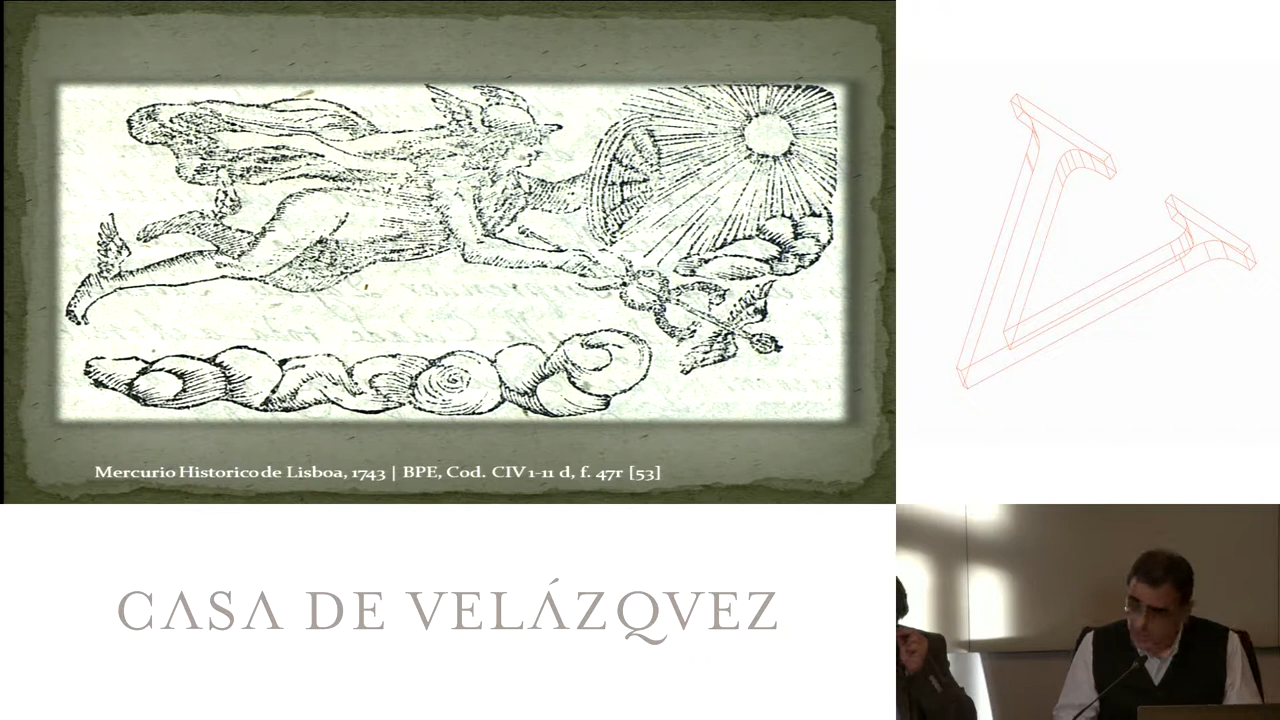 Mercurio Historico de Lisboa, 1743 | BPE, Cod. CIV 1-11 d, f. 47r [53]
CASA DE VELÁZQVEZ